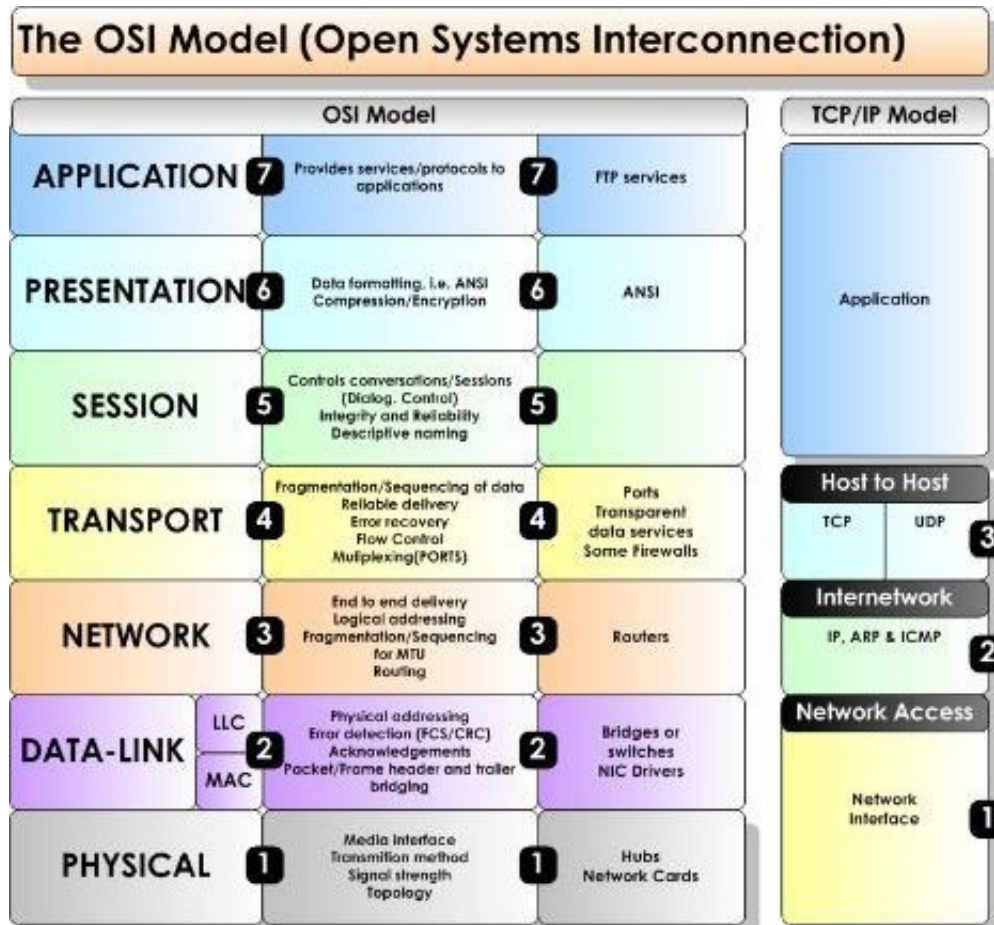 The OSI Model (Open Systems Interconnection)
OSI Model
APPLICATION
7
Provides services/protocols to
applications
7
FTP services
PRESENTATION
6
Data formatting, i.e. ANSI
Compression/Encryption
6
ANSI
SESSION
5
Controls conversations/Sessions
(Dialog. Control)
Integrity and Reliability
Descriptive naming
5
TRANSPORT
4
Fragmentation/Sequencing of data
Reliable delivery
Error recovery
Flow Control
Mutiplexing(PORTS)
4
Ports
Transparent
data services
Some Firewalls
NETWORK
3
End to end delivery
Logical addressing
Fragmentation/Sequencing
for MTU
Routing
3
Routers
DATA-LINK
LLC
MAC
2
Physical addressing
Error detection (FCS/CRC)
Acknowledgements
Packet/Frame header and trailer
bridging
2
Bridges or
switches
NIC Drivers
PHYSICAL
1
Media interface
Transmition method
Signal strength
Topology
1
Hubs
Network Cards
TCP/IP Model
Application
Host to Host
TCP
UDP
3
Internetwork
IP, ARP & ICMP
2
Network Access
Network
Interface
1